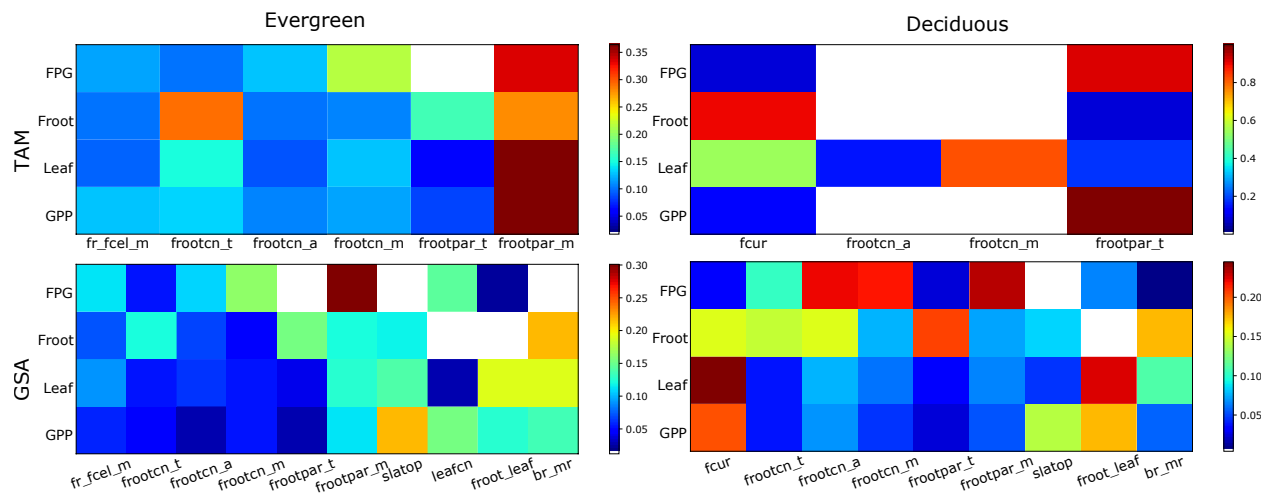 Evergreen
Deciduous
TAM
FPG
Froot
Leaf
GPP
fr_fcel_m frootcn_t frootcn_a frootcn_m frootpar_t frootpar_m
0.35
0.30
0.25
0.20
0.15
0.10
0.05
FPG
Froot
Leaf
GPP
fcur frootcn_a frootcn_m frootpar_t
0.8
0.6
0.4
0.2
GSA
FPG
Froot
Leaf
GPP
fr_fcel_m frootcn_t frootcn_a frootcn_m frootpar_t frootpar_m slatop leafcn froot_leaf br_mr
0.30
0.25
0.20
0.15
0.10
0.05
FPG
Froot
Leaf
GPP
fcur frootcn_t frootcn_a frootcn_m frootpar_t frootpar_m slatop froot_leaf br_mr
0.20
0.15
0.10
0.05